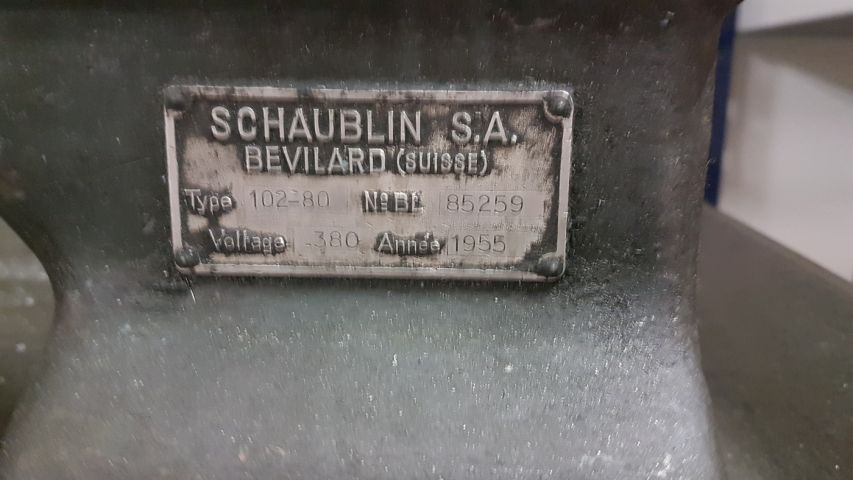 SCHAUBLIN S.A.
BEVILARD (SUISSE)
Type 102-80 Nº BL 85259
Voltage 380 Année 1955